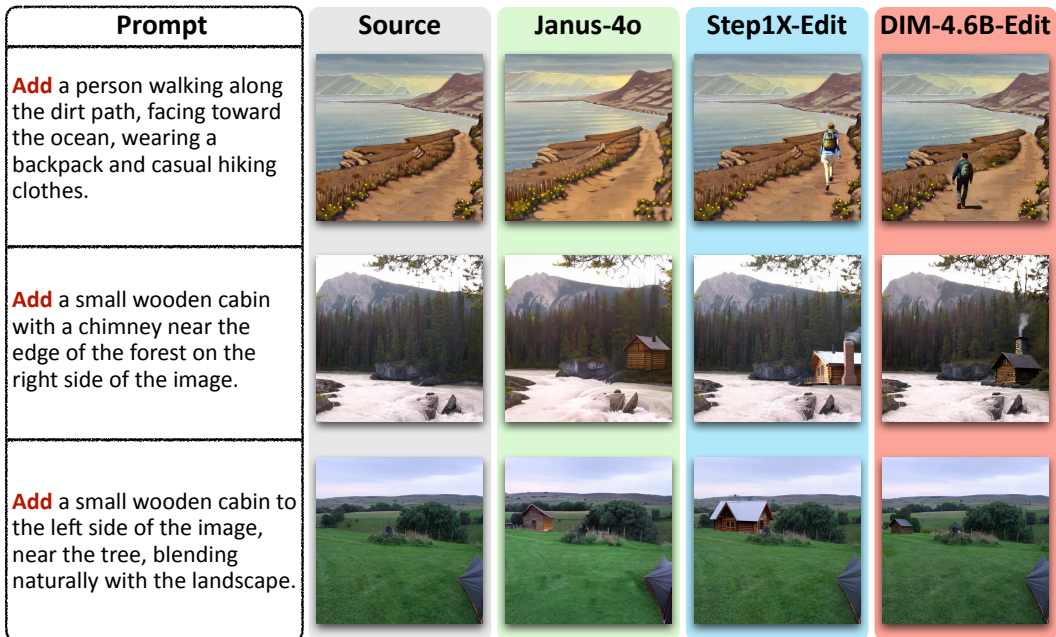 Prompt
Source
Janus-4o
Step1X-Edit
DIM-4.6B-Edit
Add a person walking along
the dirt path, facing toward
the ocean, wearing a
backpack and casual hiking
clothes.
Add a small wooden cabin
with a chimney near the
edge of the forest on the
right side of the image.
Add a small wooden cabin to
the left side of the image,
near the tree, blending
naturally with the landscape.